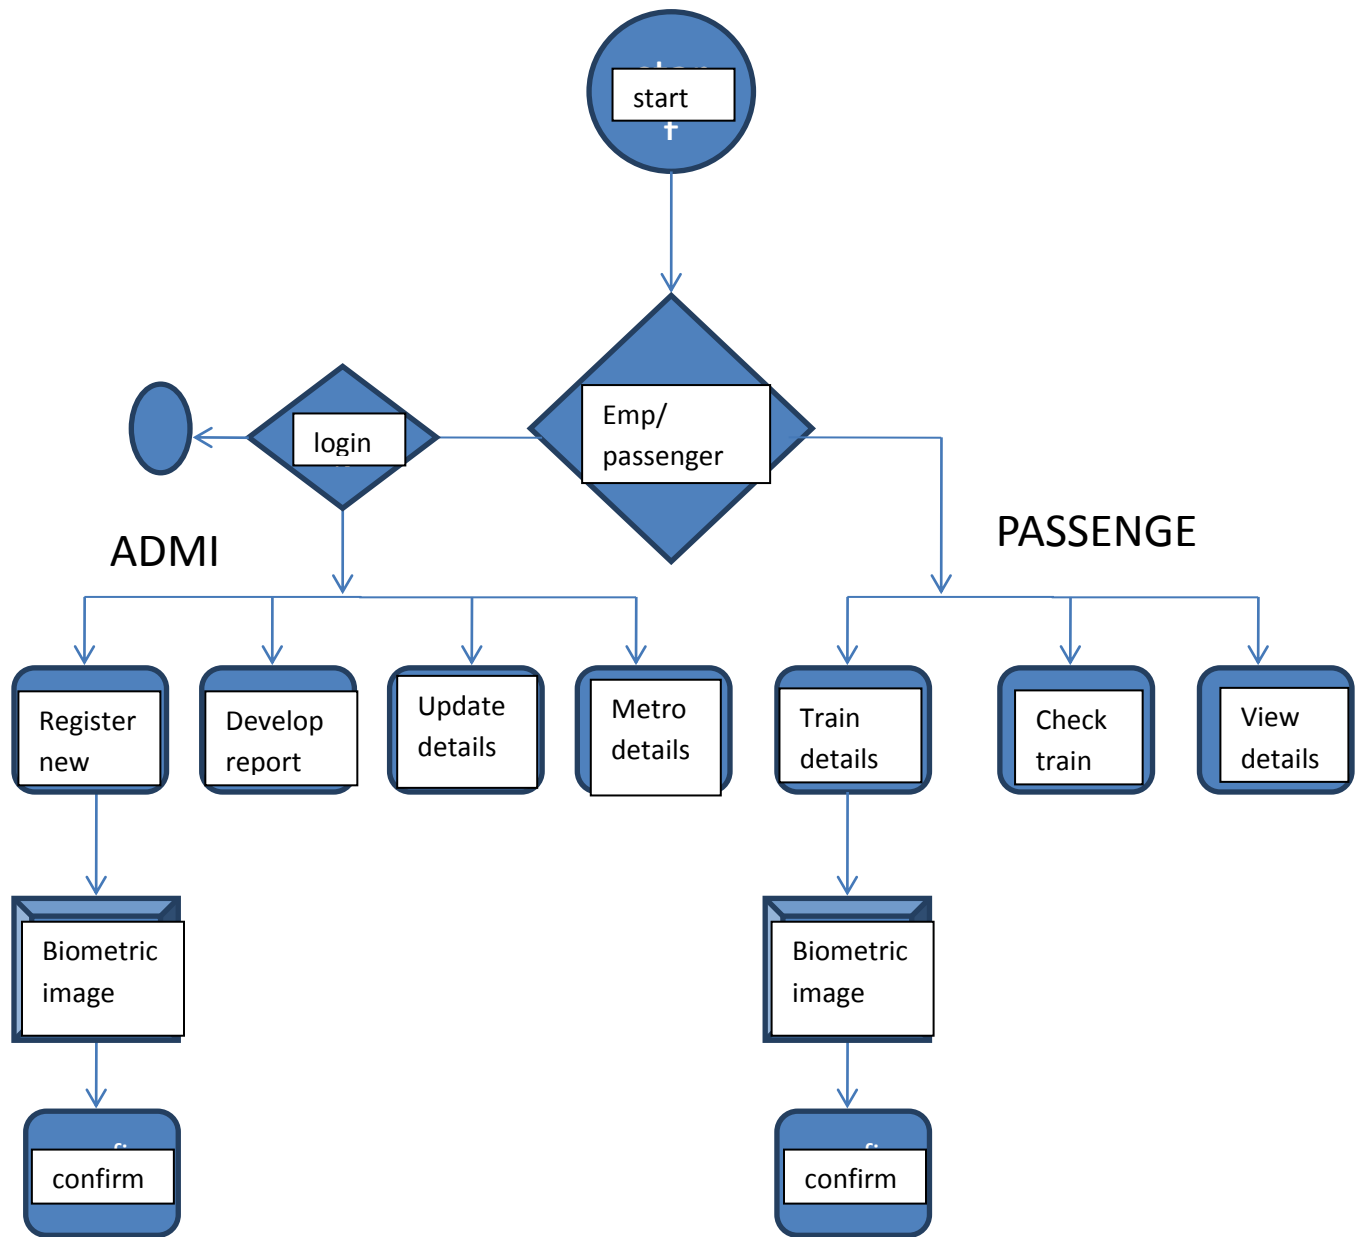 start
t
Emp/
passenger
login
ADMI
PASSENGE
Register
new
Develop
report
Update
details
Metro
details
Train
details
Check
train
View
details
Biometric
image
Biometric
image
confirm
confirm